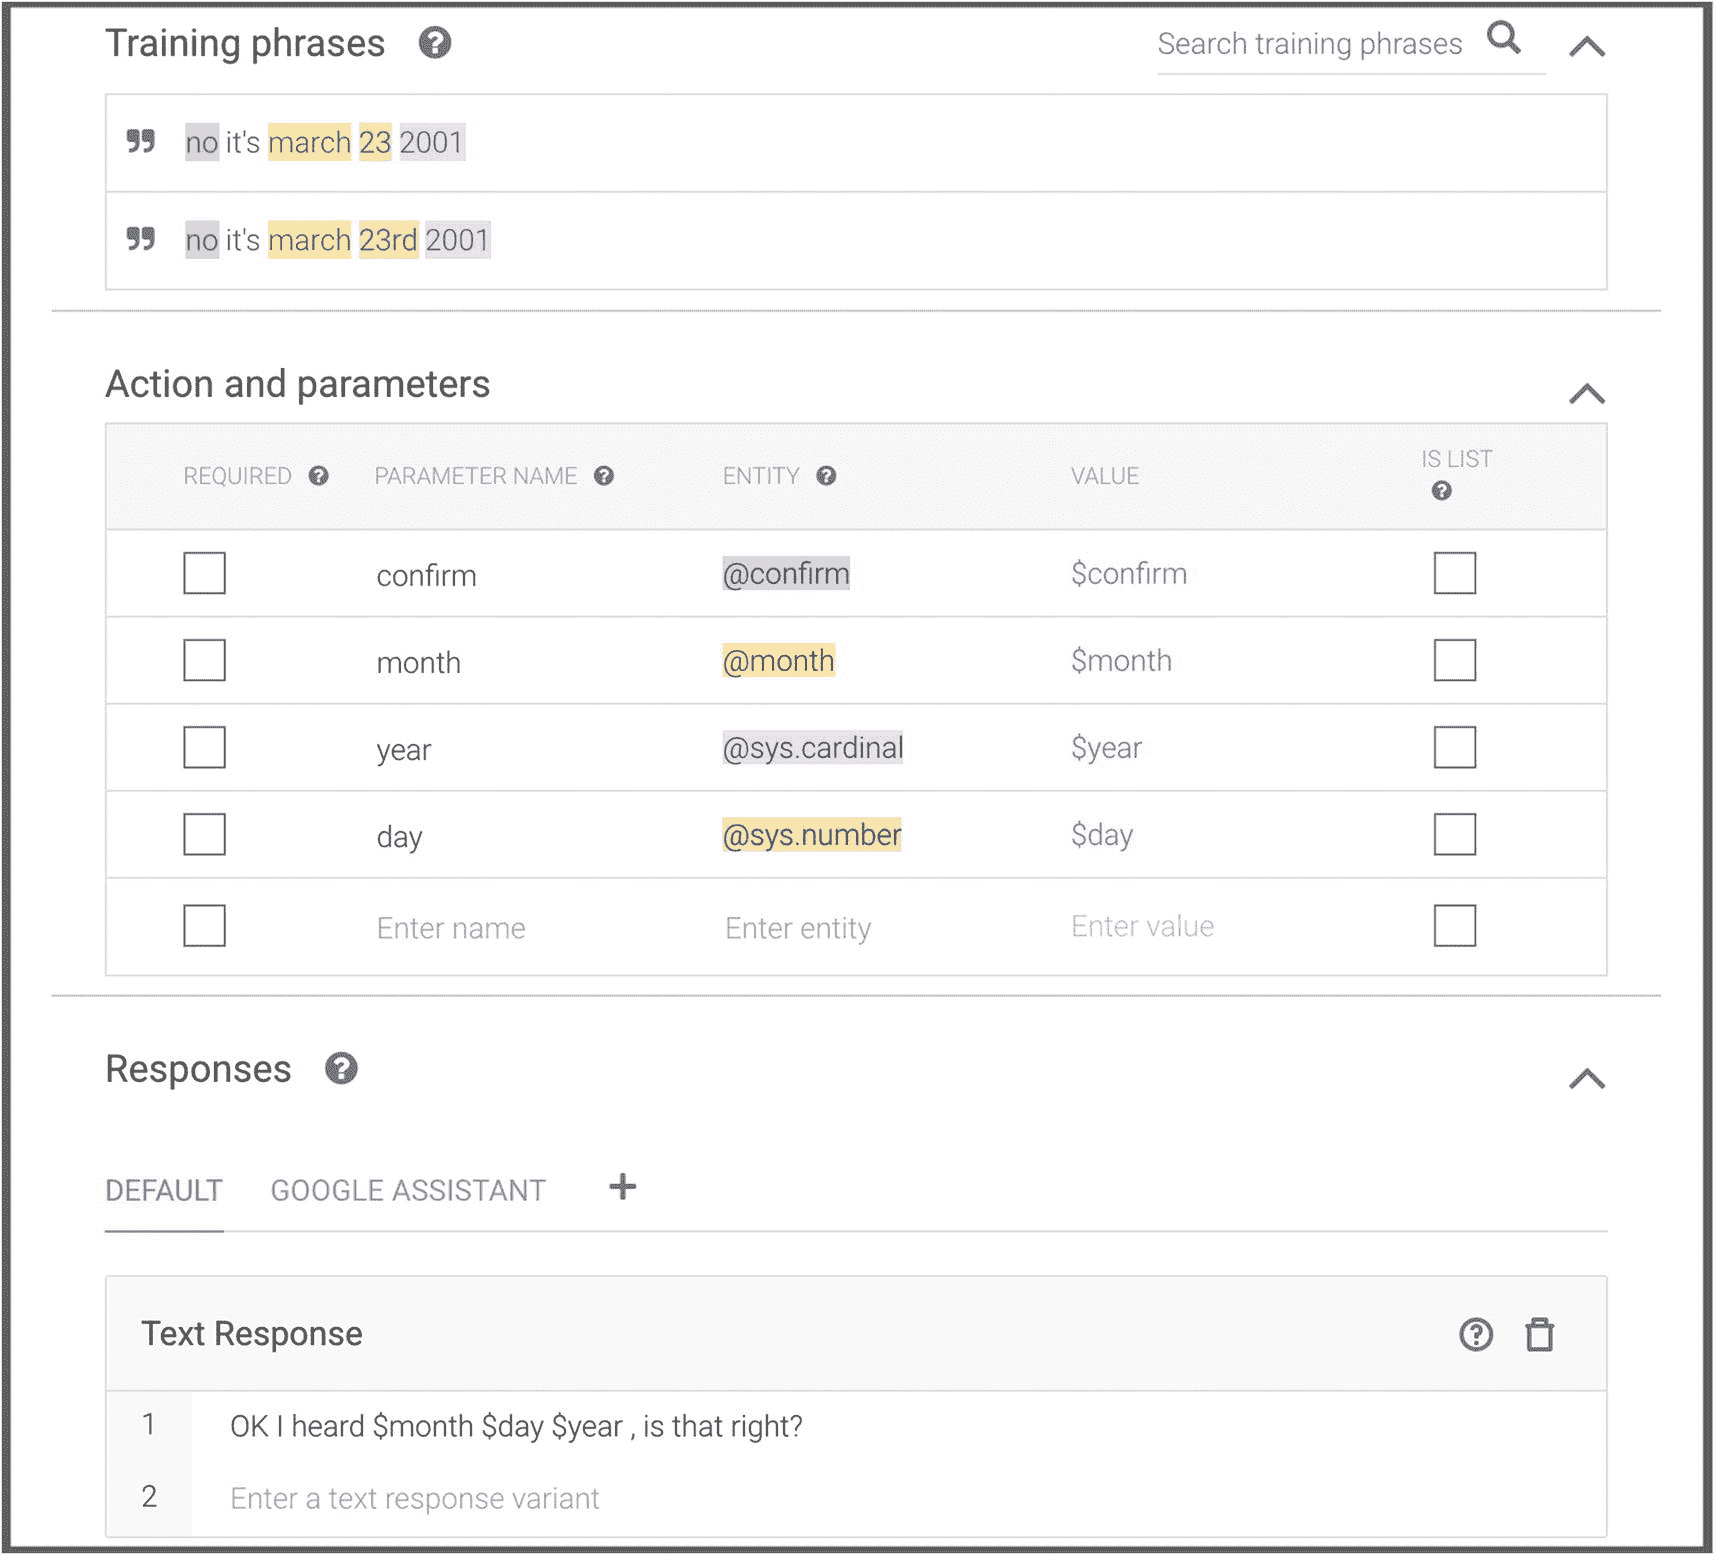 Training phrases ?
Search training phrases
no it's march 23 2001
no it's march 23rd 2001
Action and parameters
REQUIRED ? PARAMETER NAME ? ENTITY ? VALUE IS LIST ?
confirm @confirm $confirm
month @month $month
year @sys.cardinal $year
day @sys.number $day
Enter name Enter entity Enter value
Responses ?
DEFAULT GOOGLE ASSISTANT +
Text Response ?
1 OK I heard $month $day $year , is that right?
2 Enter a text response variant